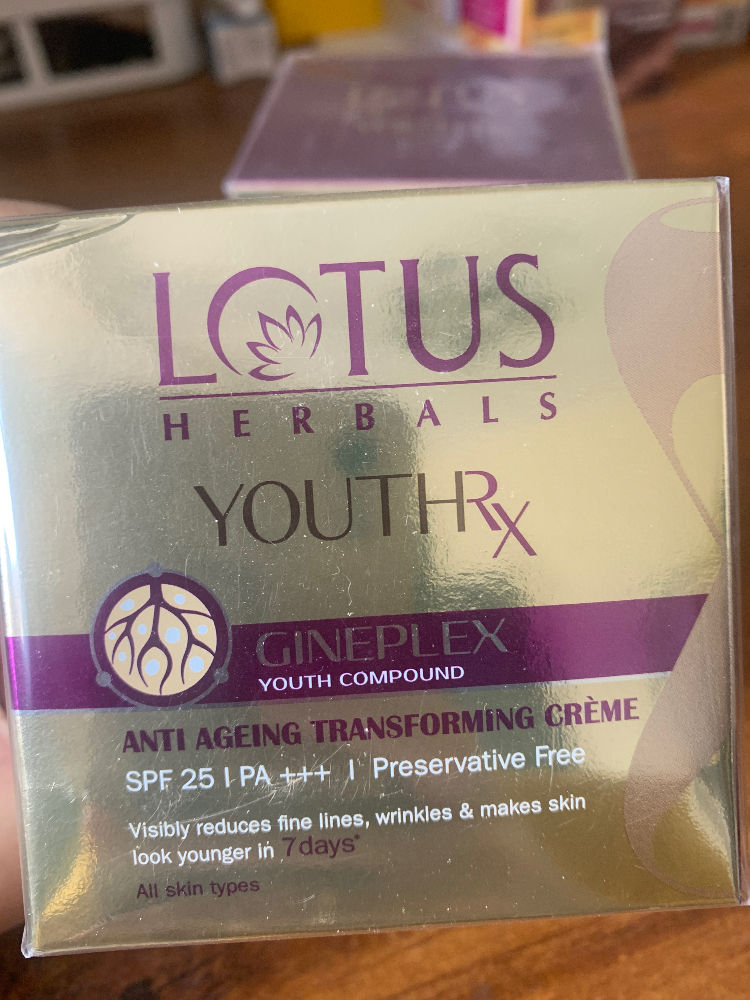 LOTUS
HERBALS
YOUTHRX
GINEPLEX
YOUTH COMPOUND
ANTI AGEING TRANSFORMING CRÈME
SPF 25 | PA +++ | Preservative Free
Visibly reduces fine lines, wrinkles & makes skin
look younger in 7days*
All skin types